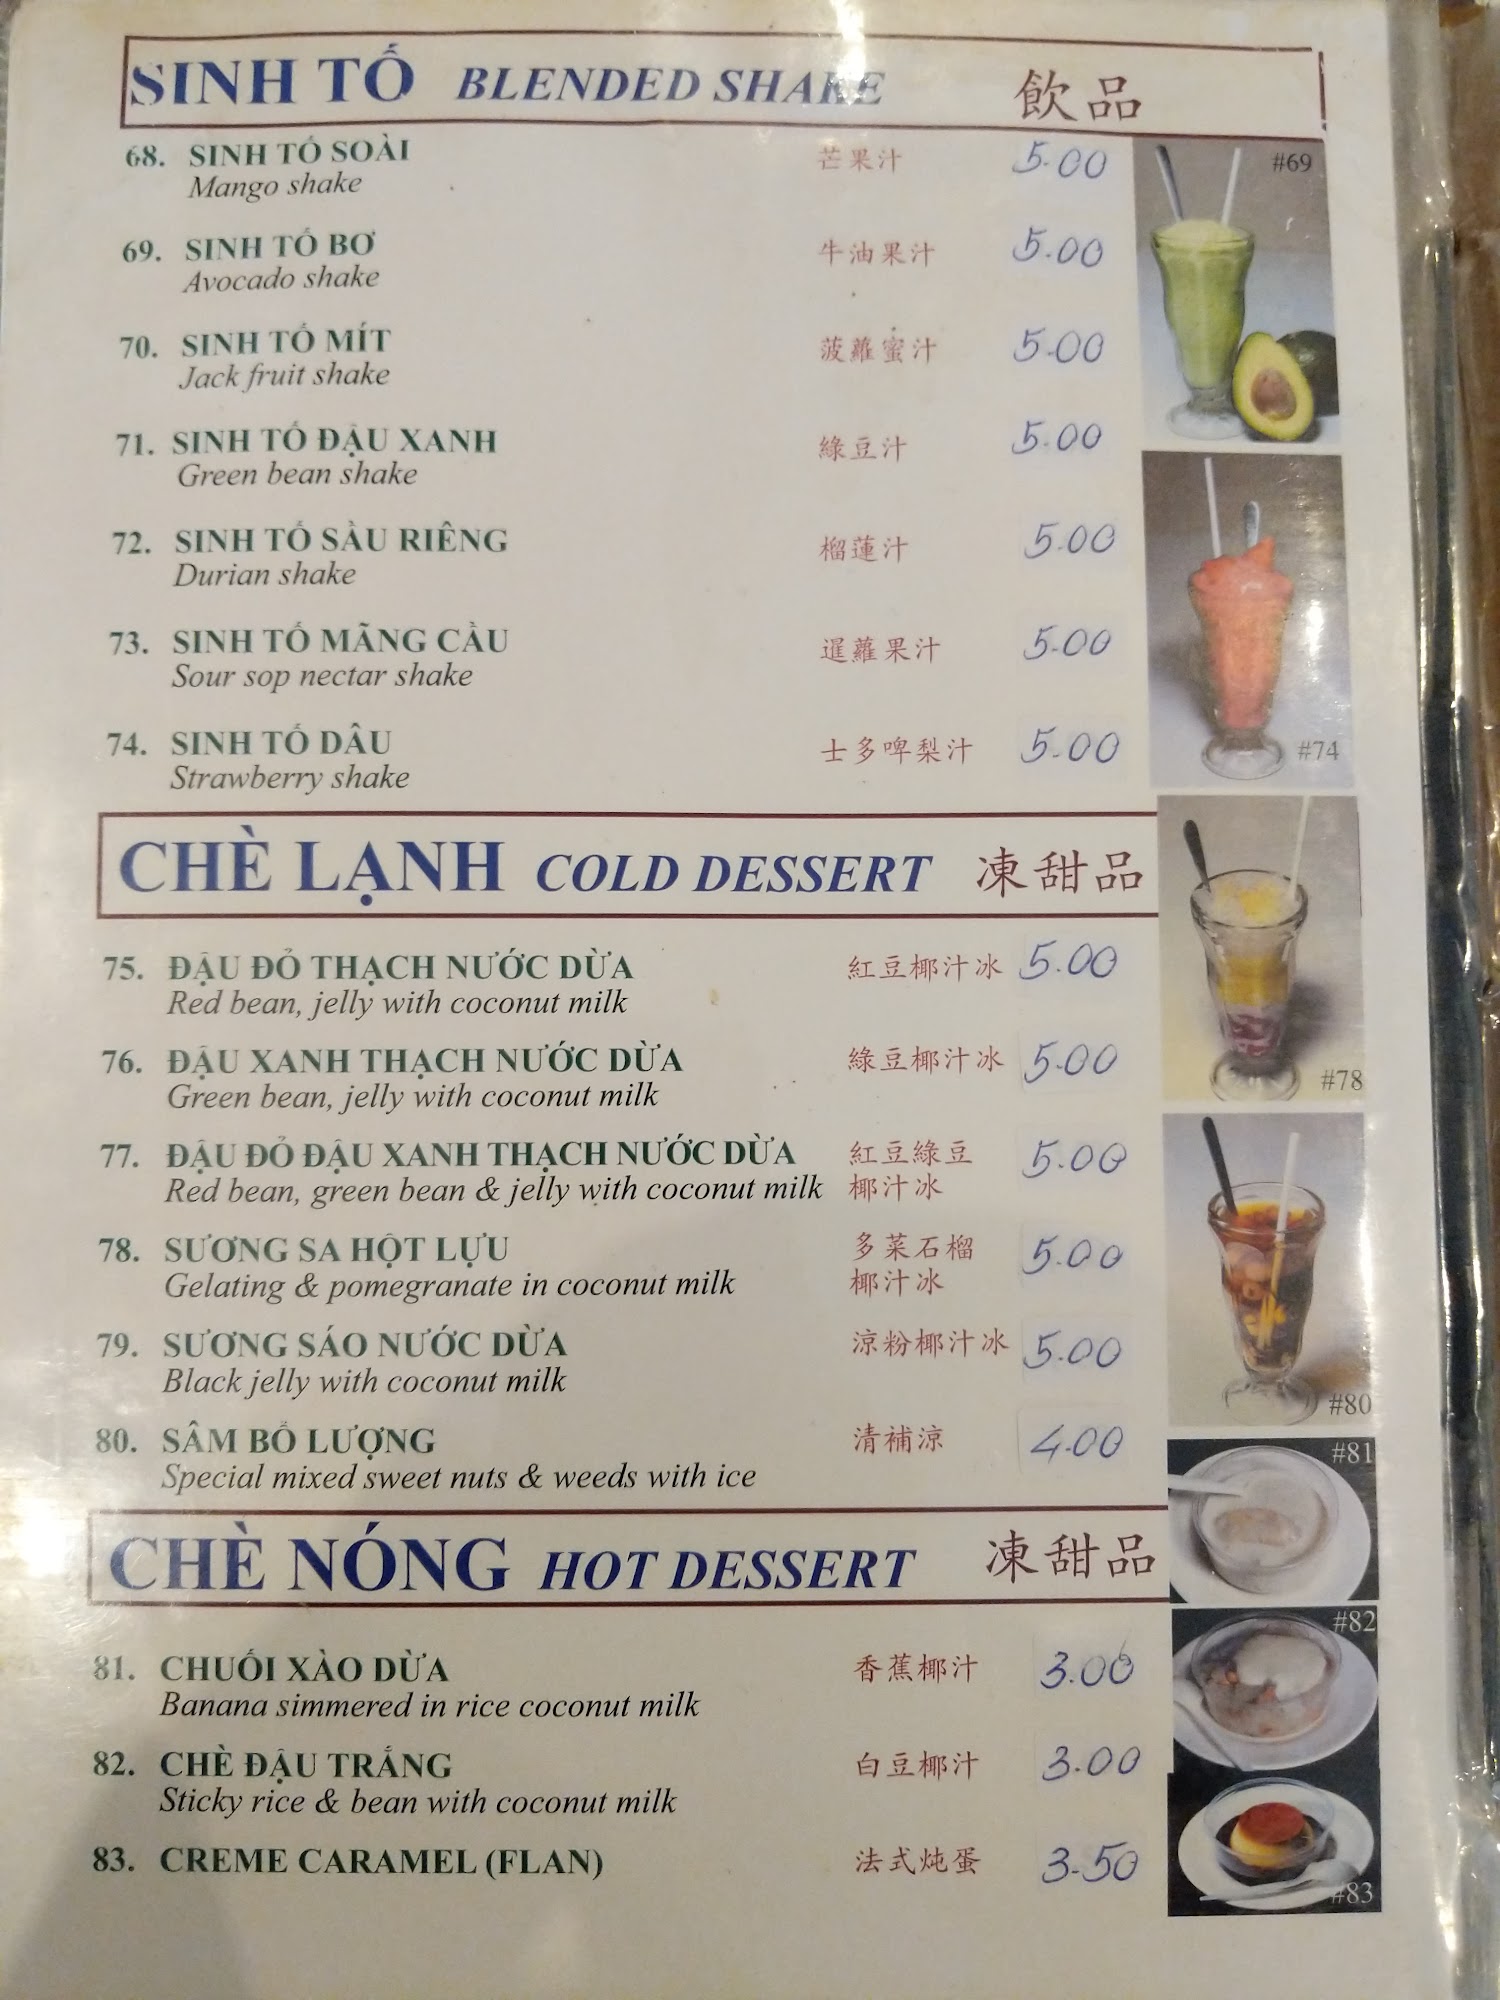 SINH TỐ BLENDED SHAKE 飲品
68. SINH TỐ SOÀI 芒果汁 5.00
Mango shake
#69
69. SINH TỐ BƠ 牛油果汁 5.00
Avocado shake
70. SINH TỐ MÍT 菠蘿蜜汁 5.00
Jack fruit shake
71. SINH TỐ ĐẬU XANH 綠豆汁 5.00
Green bean shake
72. SINH TỐ SẦU RIÊNG 榴蓮汁 5.00
Durian shake
73. SINH TỐ MÃNG CẦU 暹蘿果汁 5.00
Sour sop nectar shake
74. SINH TỐ DÂU 士多啤梨汁 5.00
Strawberry shake
#74
CHÈ LẠNH COLD DESSERT 凍甜品
75. ĐẬU ĐỎ THẠCH NƯỚC DỪA 紅豆椰汁冰 5.00
Red bean, jelly with coconut milk
76. ĐẬU XANH THẠCH NƯỚC DỪA 綠豆椰汁冰 5.00
Green bean, jelly with coconut milk
#78
77. ĐẬU ĐỎ ĐẬU XANH THẠCH NƯỚC DỪA 紅豆綠豆 5.00
Red bean, green bean & jelly with coconut milk 椰汁冰
78. SƯƠNG SA HỘT LỰU 多菜石榴 5.00
Gelating & pomegranate in coconut milk 椰汁冰
79. SƯƠNG SÁO NƯỚC DỪA 涼粉椰汁冰 5.00
Black jelly with coconut milk
#80
80. SÂM BỔ LƯỢNG 清補涼 4.00
Special mixed sweet nuts & weeds with ice
#81
CHÈ NÓNG HOT DESSERT 凍甜品
#82
81. CHUỐI XÀO DỪA 香蕉椰汁 3.00
Banana simmered in rice coconut milk
82. CHÈ ĐẬU TRẮNG 白豆椰汁 3.00
Sticky rice & bean with coconut milk
83. CREME CARAMEL (FLAN) 法式炖蛋 3.50
#83